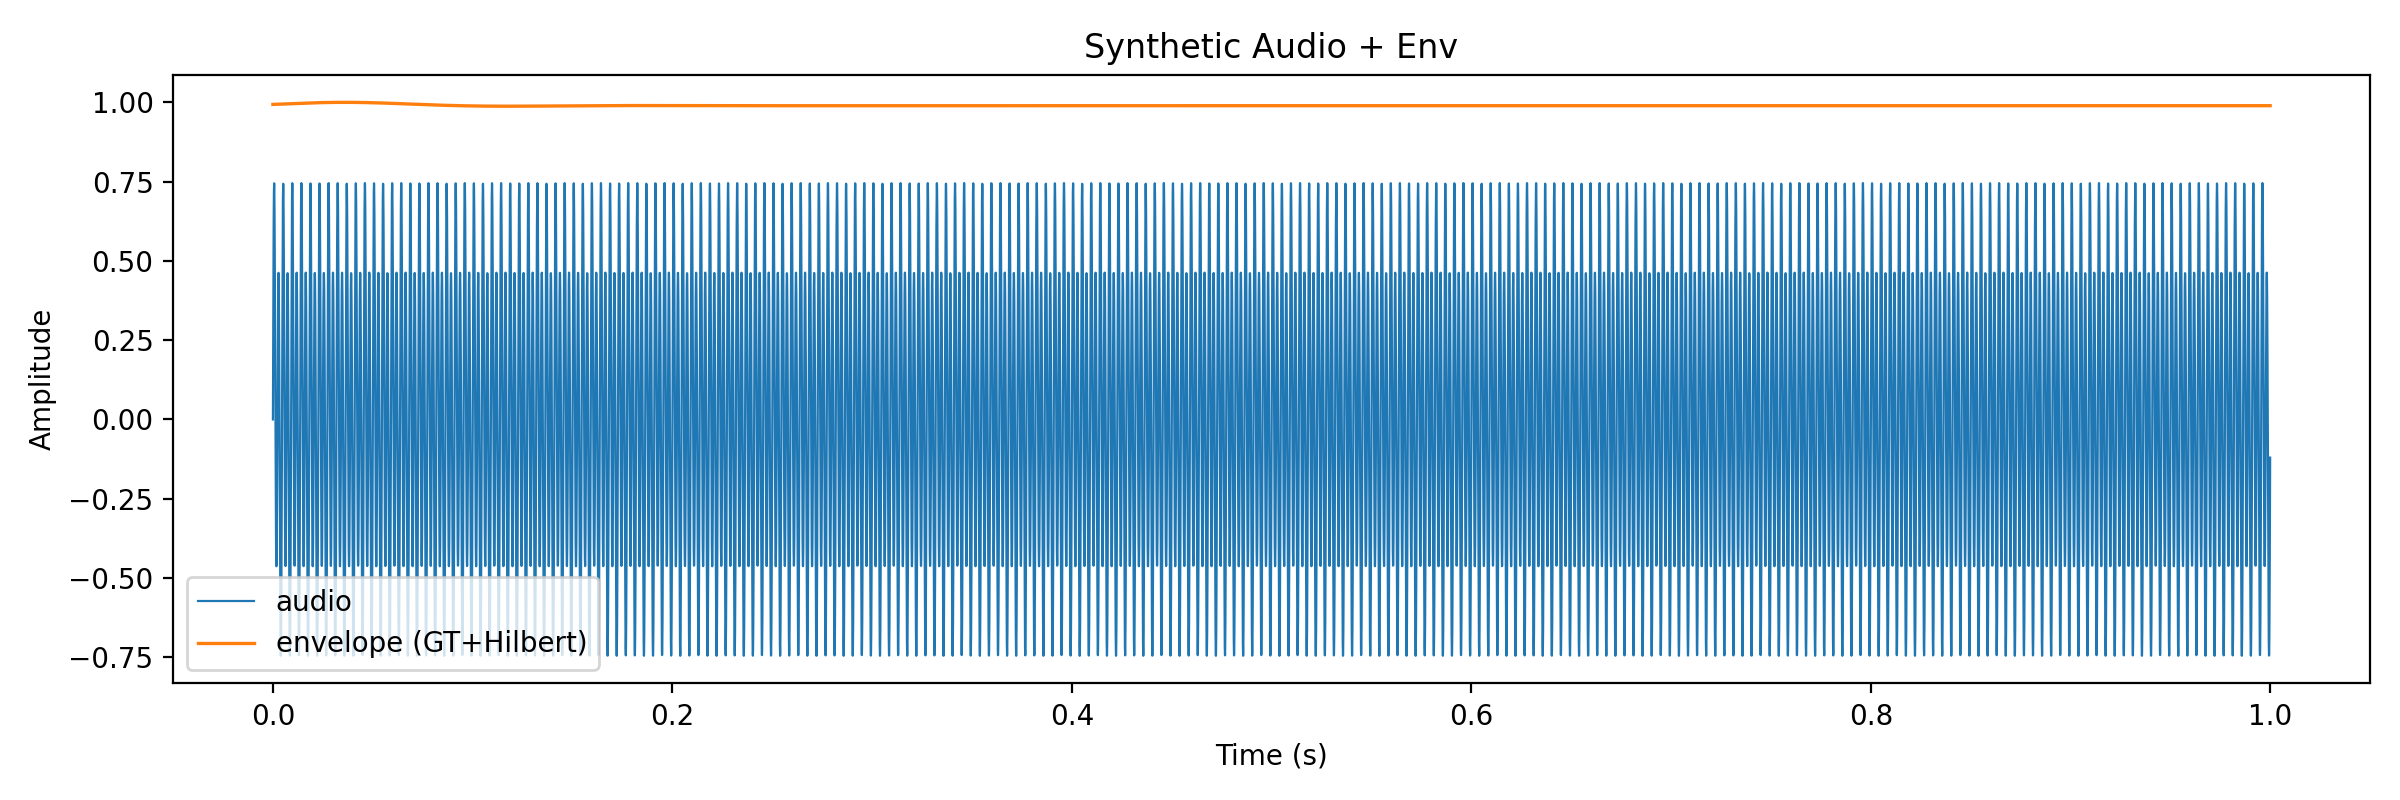 Synthetic Audio + Env
Amplitude
1.00
0.75
0.50
0.25
0.00
−0.25
−0.50
−0.75
audio
envelope (GT+Hilbert)
0.0 0.2 0.4 0.6 0.8 1.0
Time (s)